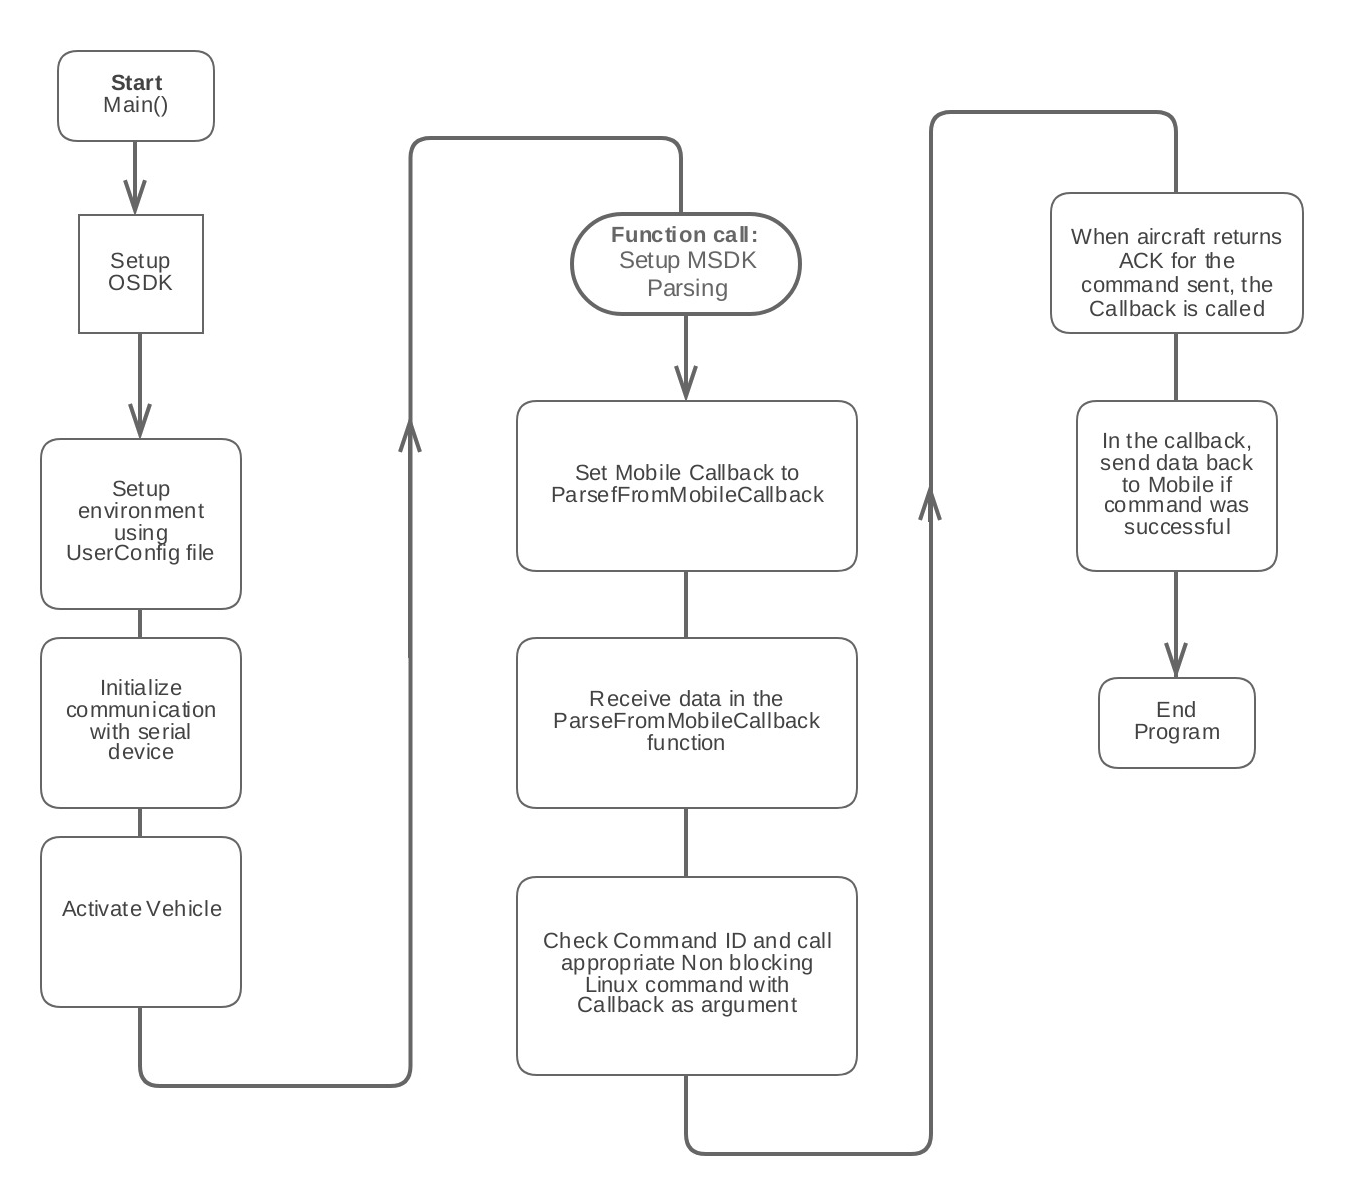 Start
Main()
Setup
OSDK
Setup
environment
using
UserConfig file
Initialize
communication
with serial
device
Activate Vehicle
Function call:
Setup MSDK
Parsing
Set Mobile Callback to
ParsefFromMobileCallback
Receive data in the
ParseFromMobileCallback
function
Check Command ID and call
appropriate Non blocking
Linux command with
Callback as argument
When aircraft returns
ACK for the
command sent, the
Callback is called
In the callback,
send data back
to Mobile if
command was
successful
End
Program